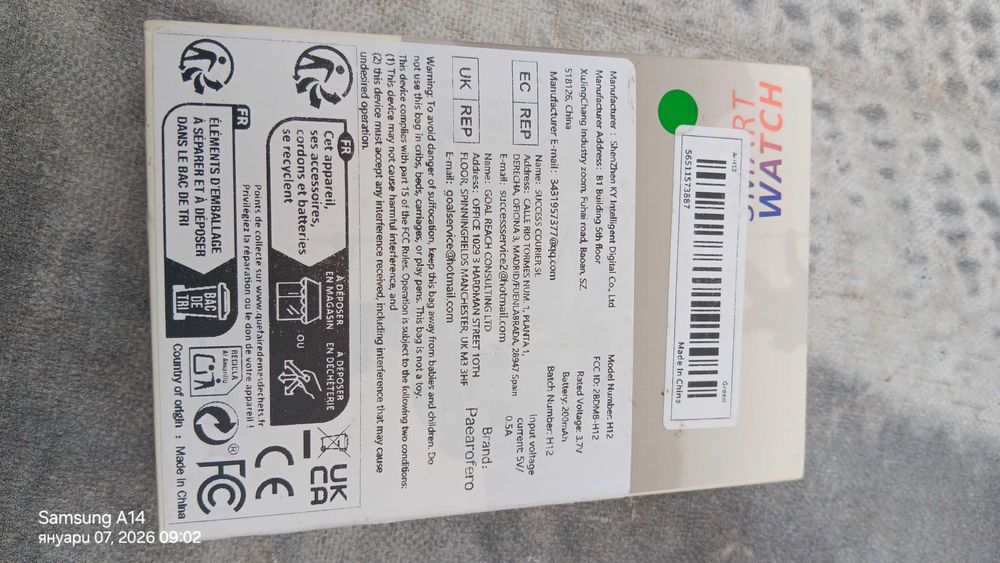 SMART
WATCH
Ai-H12
Green
56511573887
Made In China
Manufacturer : ShenZhen KY Intelligent Digital Co., Ltd
Manufacturer Address: B1 Building 5th floor
XuJingChang Industry zoom, Fuhai road, Baoan, SZ,
518126, China
Manufacturer E-mail : 3431957377@qq.com
Model Number: H12
FCC ID: 2BDM8-H12
Rated Voltage: 3.7V
Battery: 200mAh
Batch Number: H12
Input voltage
current: 5V/
0.5A
EC REP
Name: SUCCESS COURIER SL
Address: CALLE RIO TORMES NUM. 1, PLANTA 1,
DERECHA, OFICINA 3, MADRID/FUENLABRADA, 28947 Spain
E-mail : successservice2@hotmail.com
UK REP
Name: GOAL REACH CONSULTING LTD
Address: OFFICE 1029 3 HARDMAN STREET 10TH
FLOOR, SPINNINGFIELDS MANCHESTER, UK M3 3HF
E-mail : goalservice@hotmail.com
Brand:
Paearofero
Warning: To avoid danger of suffocation, keep this bag away from babies and children. Do
not use this bag in cribs, beds, carriages, or play pens. This bag is not a toy.
This device complies with part 15 of the FCC Rules. Operation is subject to the following two conditions:
(1) This device may not cause harmful interference, and
(2) this device must accept any interference received, including interference that may cause
undesired operation.
FR
Cet appareil,
ses accessoires,
cordons et batteries
se recyclent
À DÉPOSER
EN MAGASIN
OU
À DÉPOSER
EN DÉCHÈTERIE
Points de collecte sur www.quefairedemesdechets.fr
Privilégiez la réparation ou le don de votre appareil !
FR
ÉLÉMENTS D'EMBALLAGE
À SÉPARER ET À DÉPOSER
DANS LE BAC DE TRI
BAC
DE
TRI
RECICLA
Al Amarillo
UK
CA
CE
®
FC
Country of origin : Made in China
Samsung A14
януари 07, 2026 09:02